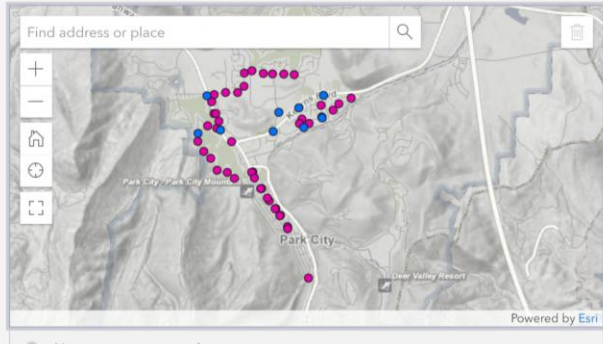 Find address or place
Park City - Park City Mountain
Park City
Deer Valley Resort
Powered by Esri